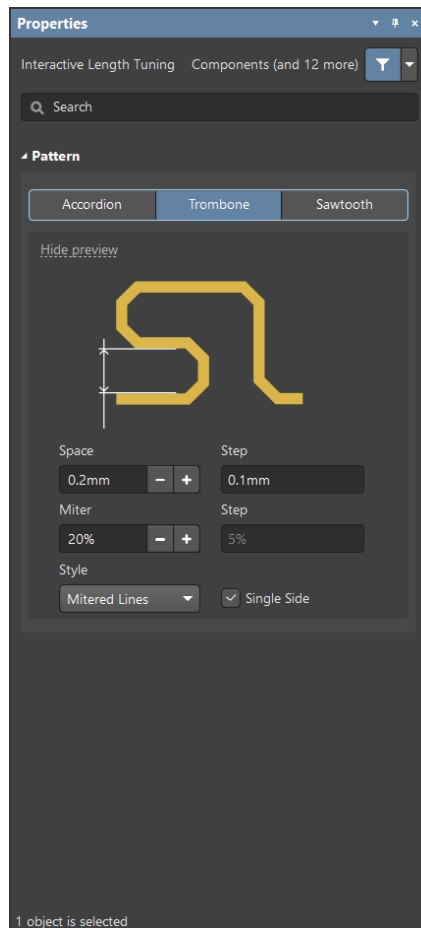 Properties
Interactive Length Tuning Components (and 12 more)
Search
Pattern
Accordion Trombone Sawtooth
Hide preview
Space Step
0.2mm 0.1mm
Miter Step
20% 5%
Style
Mitered Lines Single Side
1 object is selected